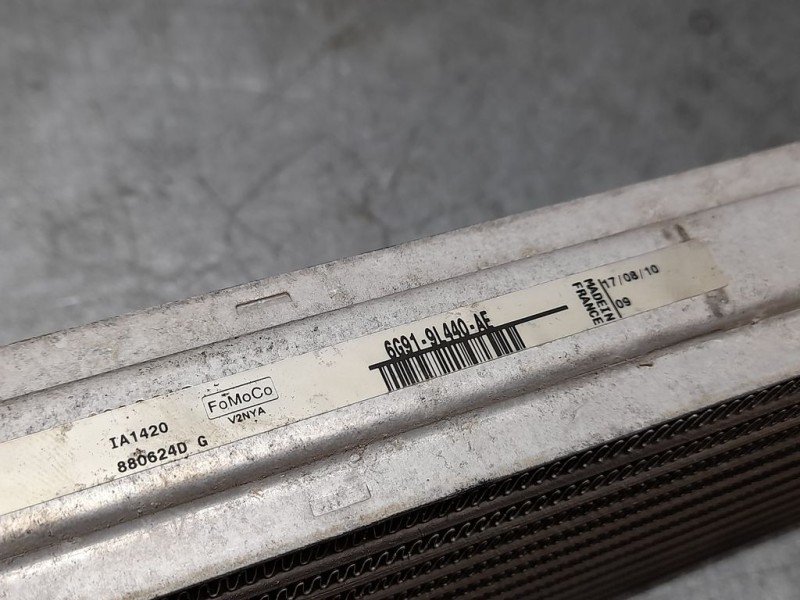 IA1420
880624D G
FoMoCo
V2NYA
6G91-9L440-AE
MADE IN
FRANCE
17/08/10
09